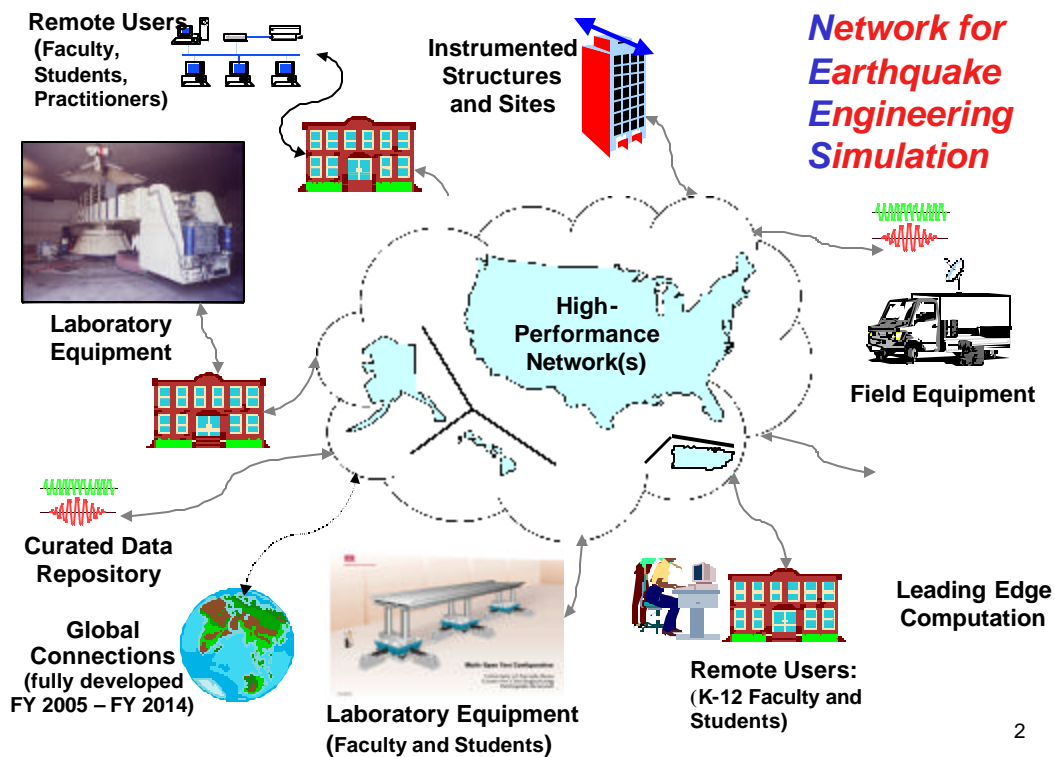 Remote Users
(Faculty,
Students,
Practitioners)
Instrumented
Structures
and Sites
Network for
Earthquake
Engineering
Simulation
Laboratory
Equipment
High-
Performance
Network(s)
Field Equipment
Curated Data
Repository
Leading Edge
Computation
Global
Connections
(fully developed
FY 2005 – FY 2014)
Laboratory Equipment
(Faculty and Students)
Remote Users:
(K-12 Faculty and
Students)
2